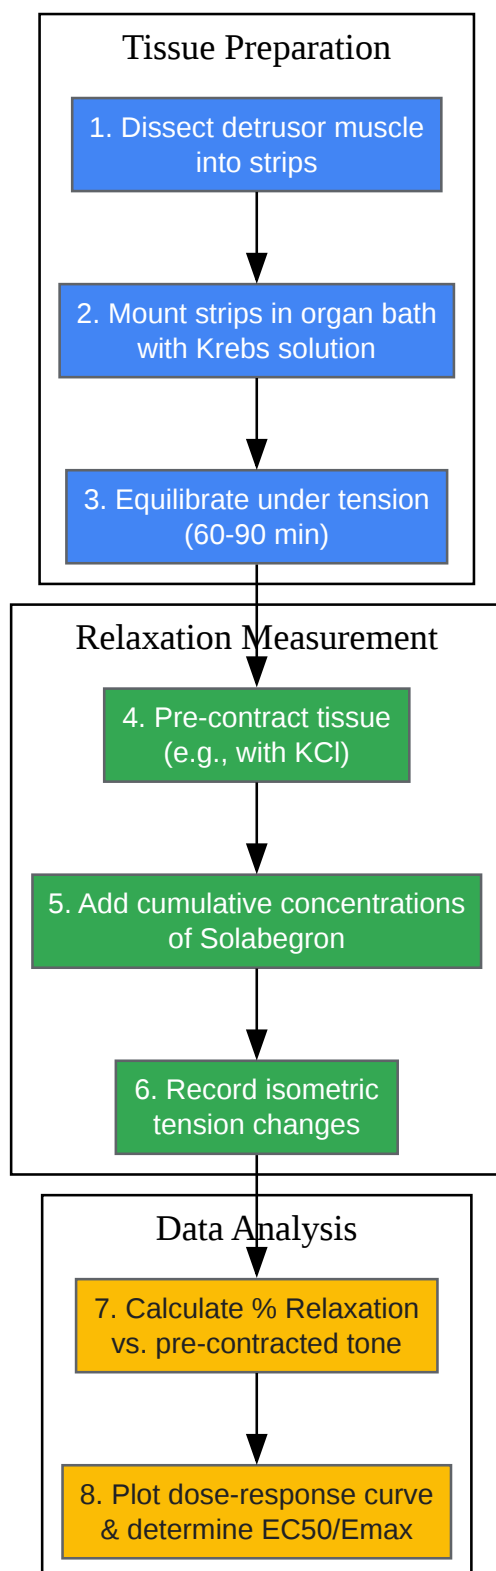 Tissue Preparation
1. Dissect detrusor muscle
into strips
2. Mount strips in organ bath
with Krebs solution
3. Equilibrate under tension
(60-90 min)
Relaxation Measurement
4. Pre-contract tissue
(e.g., with KCl)
5. Add cumulative concentrations
of Solabegron
6. Record isometric
tension changes
Data Analysis
7. Calculate % Relaxation
vs. pre-contracted tone
8. Plot dose-response curve
& determine EC50/Emax